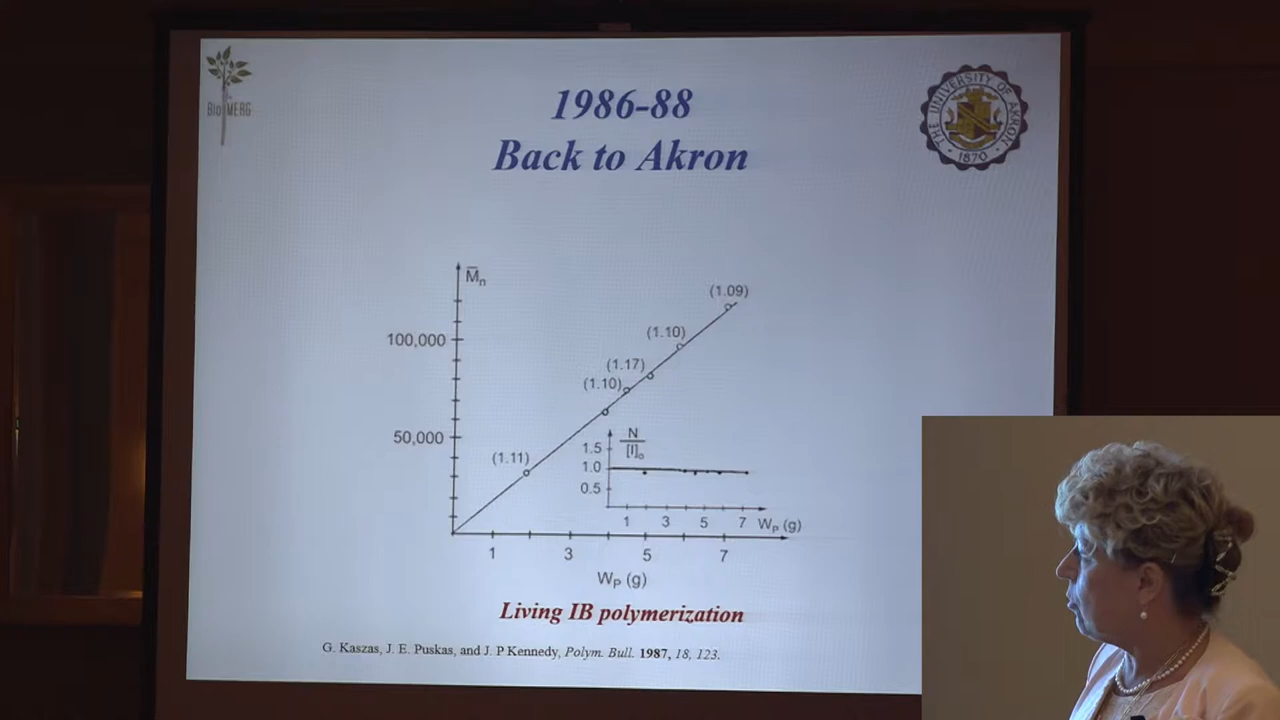 Bio MERG
THE UNIVERSITY OF AKRON
1870
1986-88
Back to Akron
M̅n
100,000
50,000
(1.11)
(1.10)
(1.17)
(1.10)
(1.09)
N
[I]o
1.5
1.0
0.5
1 3 5 7 Wp (g)
1 3 5 7
Wp (g)
Living IB polymerization
G. Kaszas, J. E. Puskas, and J. P Kennedy, Polym. Bull. 1987, 18, 123.